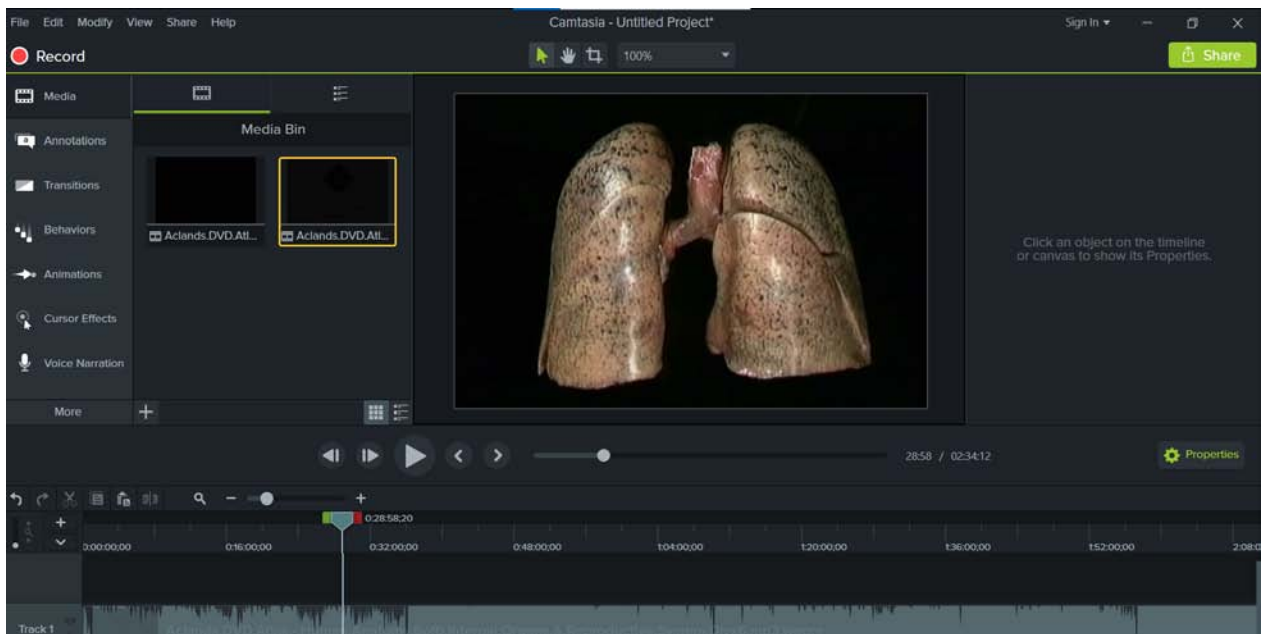 File Edit Modify View Share Help
Camtasia - Untitled Project*
Sign In
Record
100%
Share
Media
Annotations
Transitions
Behaviors
Animations
Cursor Effects
Voice Narration
More
Media Bin
Aclands.DVD.Atl...
Aclands.DVD.Atl...
Click an object on the timeline
or canvas to show its Properties.
28:58 / 02:34:12
Properties
0:28:58;20
0:00:00;00 0:16:00;00 0:32:00;00 0:48:00;00 1:04:00;00 1:20:00;00 1:36:00;00 1:52:00;00 2:08:0
Track 1